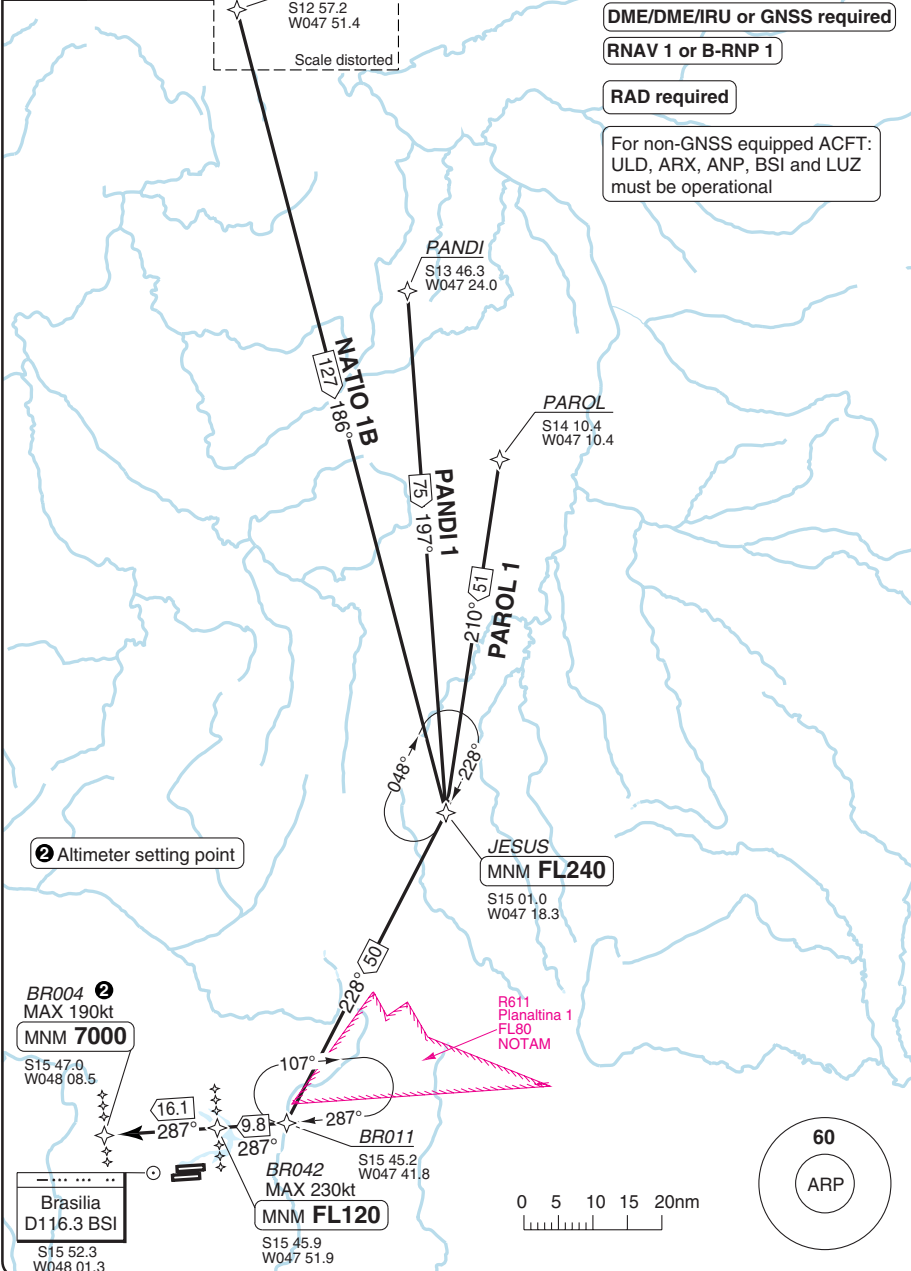 S12 57.2
W047 51.4
Scale distorted
DME/DME/IRU or GNSS required
RNAV 1 or B-RNP 1
RAD required
For non-GNSS equipped ACFT:
ULD, ARX, ANP, BSI and LUZ
must be operational
PANDI
S13 46.3
W047 24.0
NATIO 1B
127
186°
PAROL
S14 10.4
W047 10.4
PANDI 1
75
197°
PAROL 1
51
210°
048°
228°
JESUS
MNM FL240
S15 01.0
W047 18.3
2 Altimeter setting point
50
228°
R611
Planaltina 1
FL80
NOTAM
BR004 2
MAX 190kt
MNM 7000
S15 47.0
W048 08.5
107°
287°
16.1
287°
9.8
287°
BR011
S15 45.2
W047 41.8
BR042
MAX 230kt
MNM FL120
S15 45.9
W047 51.9
Brasilia
D116.3 BSI
S15 52.3
W048 01.3
0 5 10 15 20nm
60
ARP